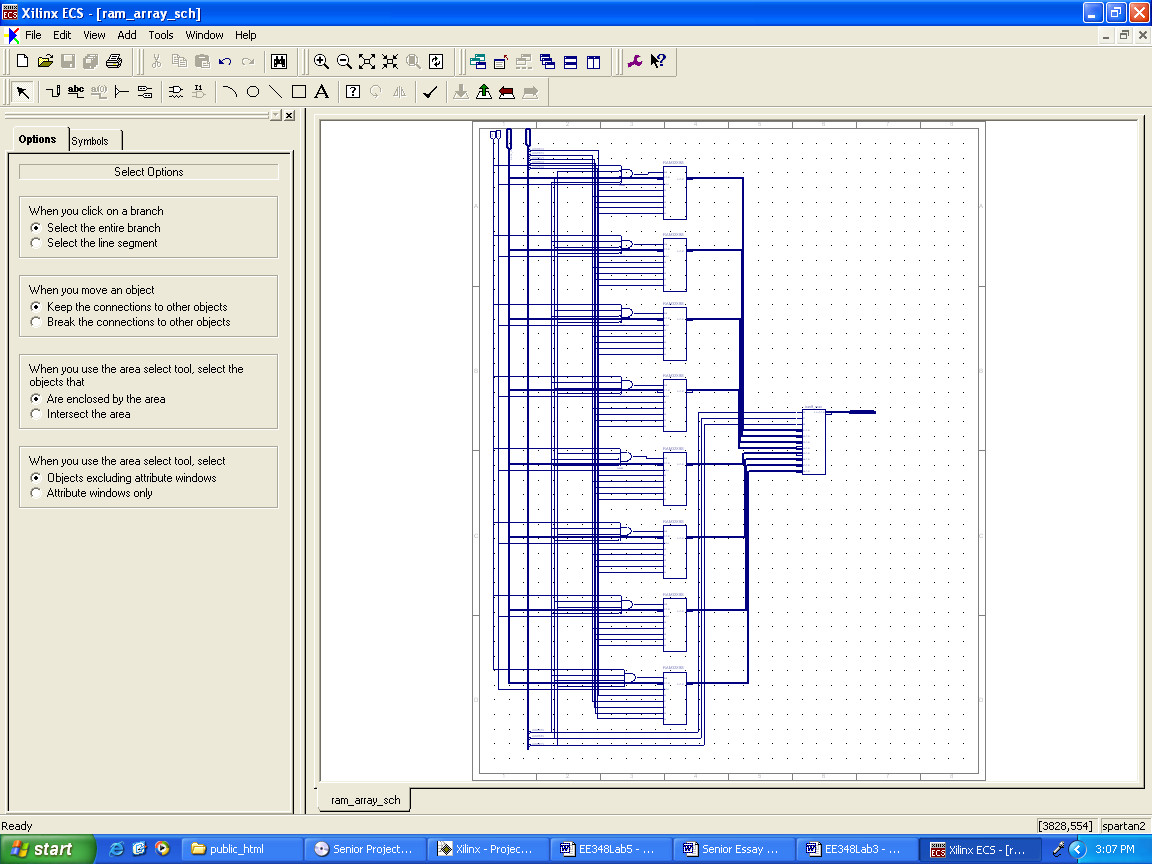 Xilinx ECS - [ram_array_sch]
File Edit View Add Tools Window Help
Options Symbols
Select Options
When you click on a branch
Select the entire branch
Select the line segment
When you move an object
Keep the connections to other objects
Break the connections to other objects
When you use the area select tool, select the
objects that
Are enclosed by the area
Intersect the area
When you use the area select tool, select
Objects excluding attribute windows
Attribute windows only
ram_array_sch
Ready
[3828,554] spartan2
start
public_html
Senior Project...
Xilinx - Projec...
EE348Lab5 - ...
Senior Essay ...
EE348Lab3 - ...
Xilinx ECS - [r...
3:07 PM